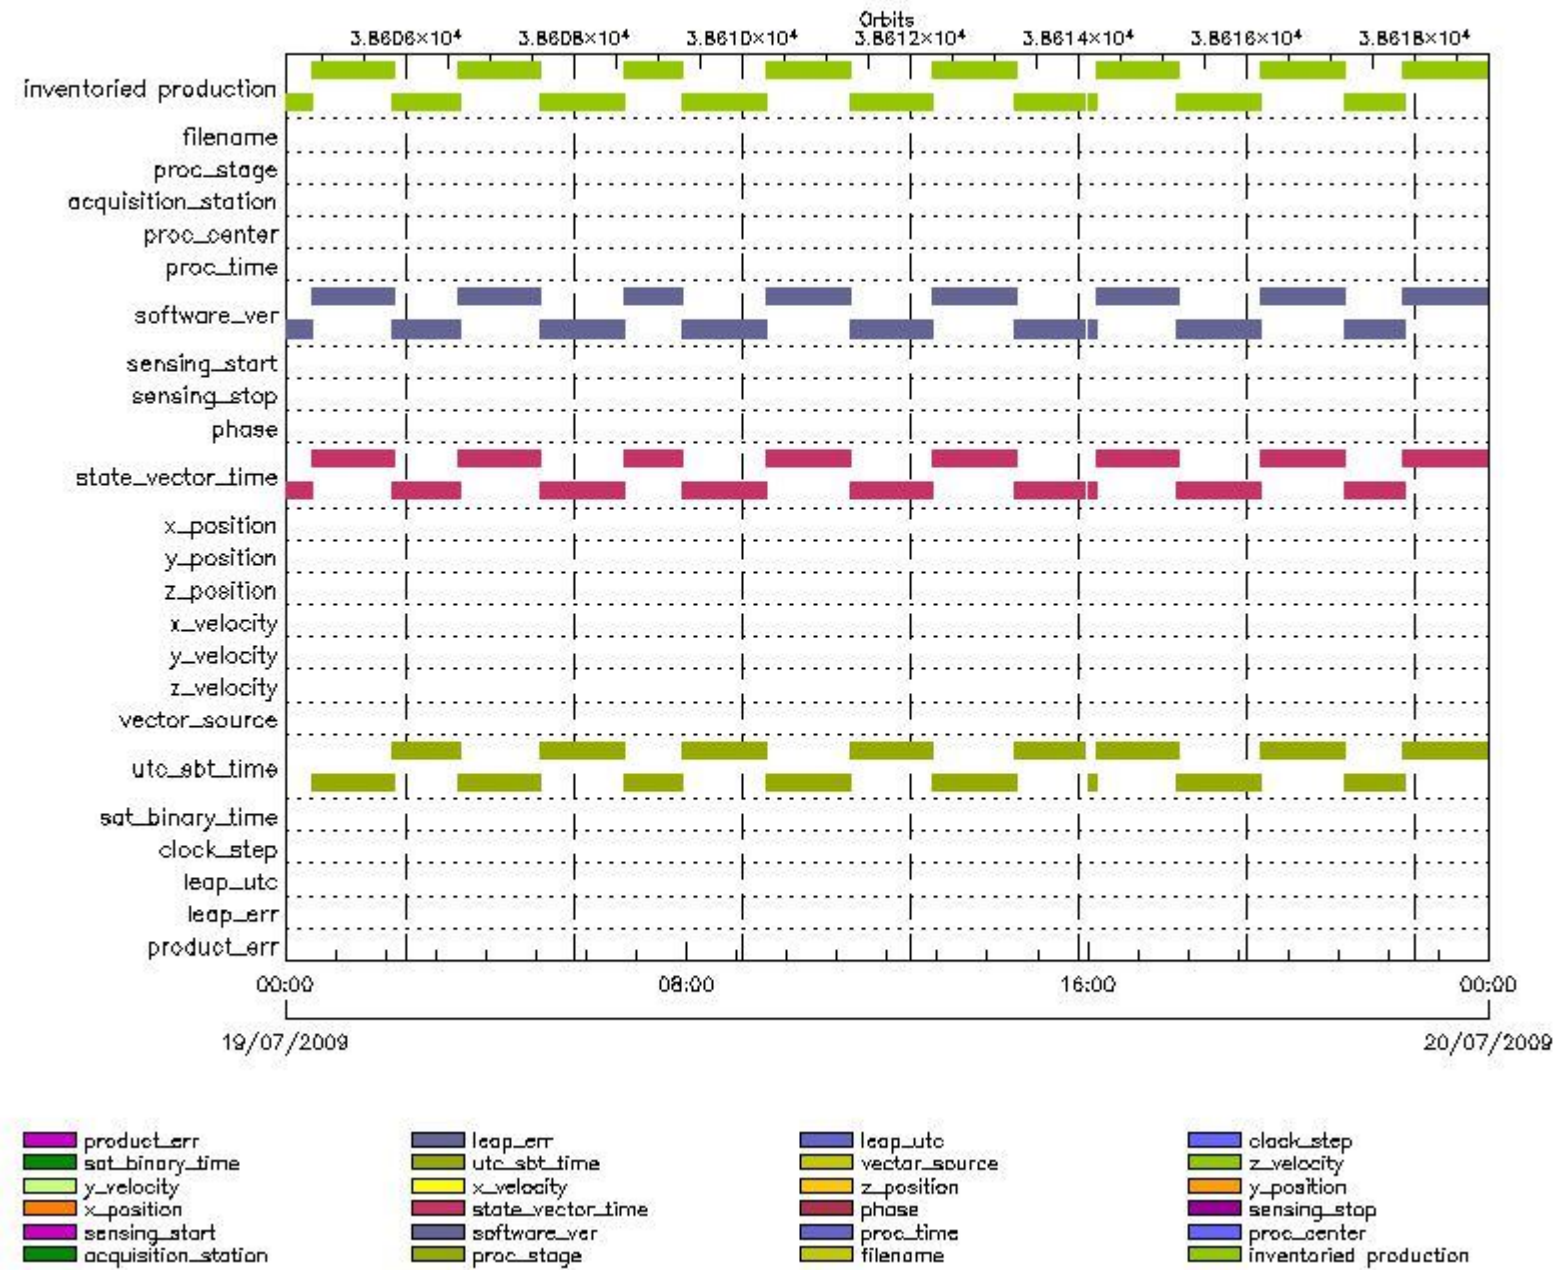 Orbits
3.8606×10⁴ 3.8608×10⁴ 3.8610×10⁴ 3.8612×10⁴ 3.8614×10⁴ 3.8616×10⁴ 3.8618×10⁴
inventoried production
filename
proc_stage
acquisition_station
proc_center
proc_time
software_ver
sensing_start
sensing_stop
phase
state_vector_time
x_position
y_position
z_position
x_velocity
y_velocity
z_velocity
vector_source
utc_sbt_time
sat_binary_time
clock_step
leap_utc
leap_err
product_err
00:00 08:00 16:00 00:00
19/07/2009 20/07/2009
product_err leap_err leap_utc clock_step
sat_binary_time utc_sbt_time vector_source z_velocity
y_velocity x_velocity z_position y_position
x_position state_vector_time phase sensing_stop
sensing_start software_ver proc_time proc_center
acquisition_station proc_stage filename inventoried production